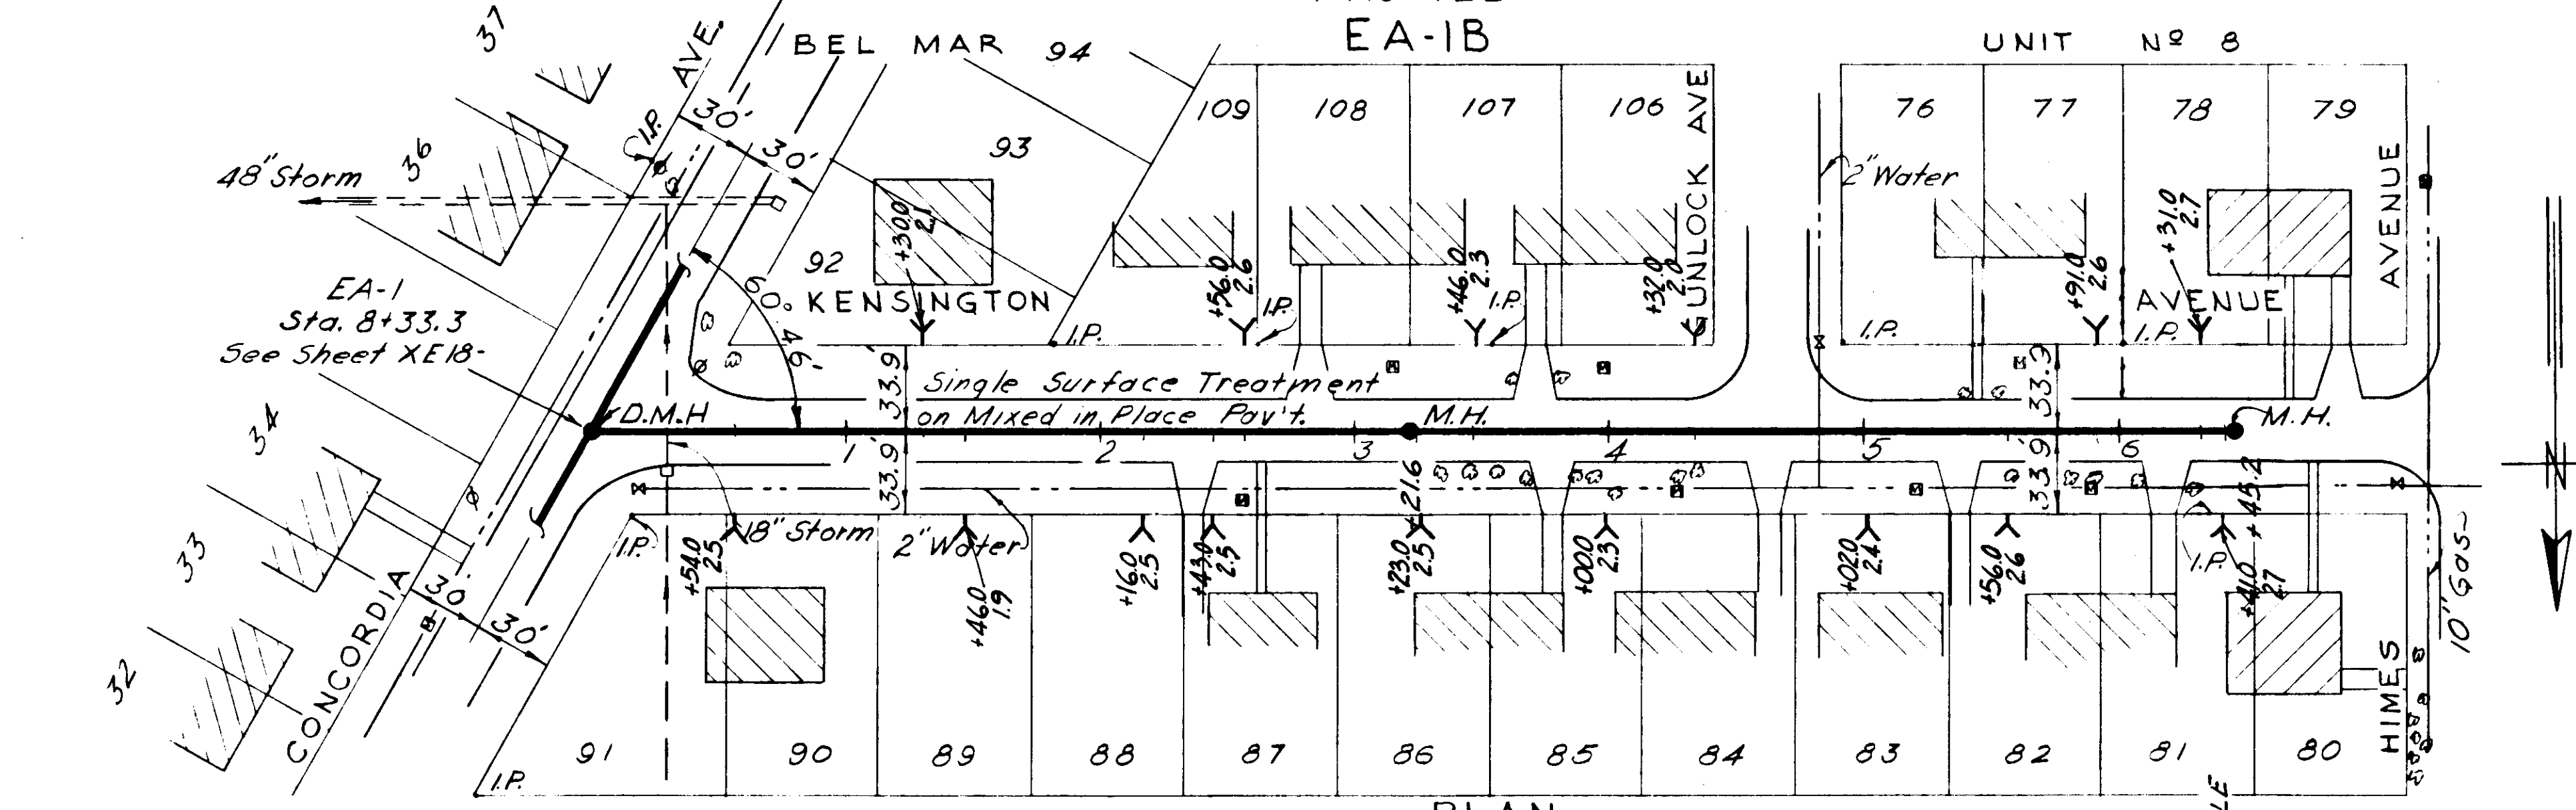 EA-1B
BEL MAR
UNIT Nº 8
37
AVE.
94
109
108
107
106
GUNLOCK AVE
76
77
78
79
AVENUE
30'
30'
I.P.
36
93
48" Storm
2" Water
+30.0
2.1
92
KENSINGTON
AVENUE
+56.0
2.6
I.P.
+46.0
2.3
I.P.
+32.0
2.0
+91.0
2.6
+31.0
2.7
EA-1
Sta. 8+33.3
See Sheet XE18-
60° 46'
I.P.
I.P.
I.P.
33.9'
33.9'
Single Surface Treatment
on Mixed in Place Pav't.
D.M.H
M.H.
M.H.
1
2
3
4
5
6
34
33.9'
33.9'
+21.6
+45.2
I.P.
18" Storm
2" Water
I.P.
+54.0
2.5
+46.0
1.9
+16.0
2.5
+43.0
2.5
+23.0
2.5
+00.0
2.3
+02.0
2.4
+56.0
2.6
+41.0
2.7
10" Gas
N
33
CONCORDIA
30'
30'
32
HIMES
91
90
89
88
87
86
85
84
83
82
81
80
I.P.
PLAN